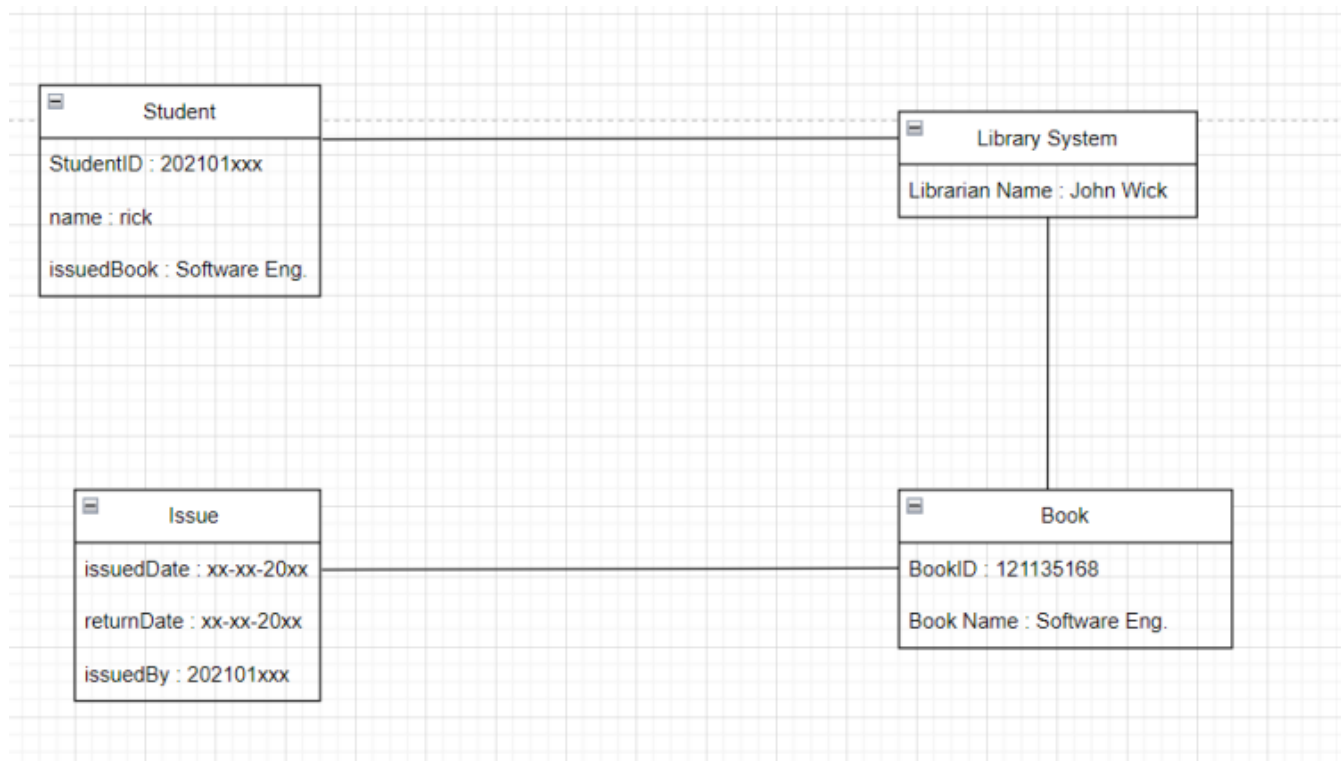 Student
StudentID : 202101xxx
name : rick
issuedBook : Software Eng.
Library System
Librarian Name : John Wick
Issue
issuedDate : xx-xx-20xx
returnDate : xx-xx-20xx
issuedBy : 202101xxx
Book
BookID : 121135168
Book Name : Software Eng.